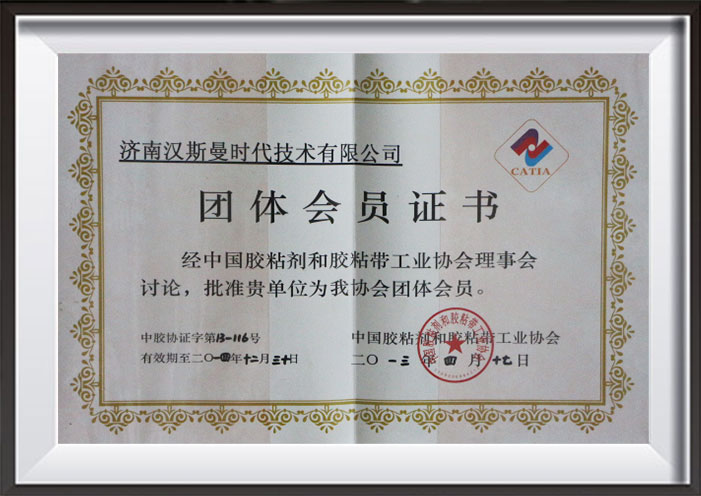 济南汉斯曼时代技术有限公司
CATIA
团体会员证书
经中国胶粘剂和胶粘带工业协会理事会
讨论，批准贵单位为我协会团体会员。
中胶协证字第B-116号
中国胶粘剂和胶粘带工业协会
有效期至二〇一四年十二月三十日
二〇一三年四月十七日